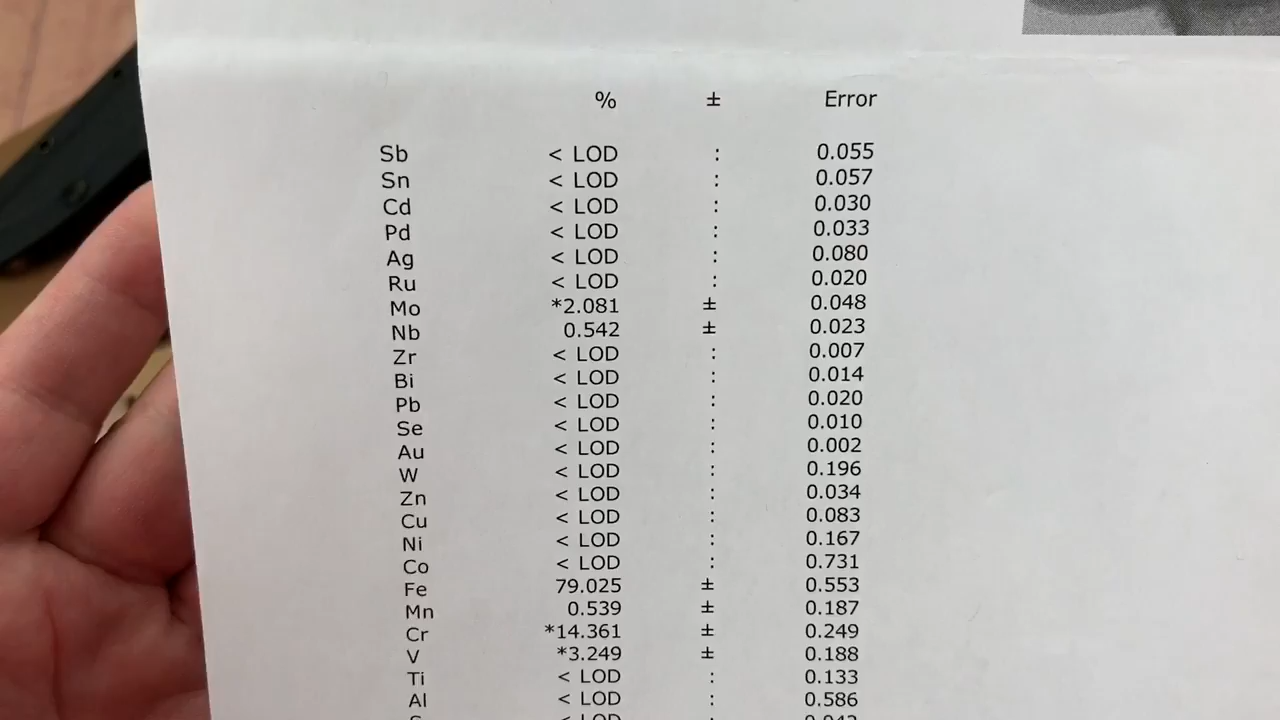 % ± Error
Sb < LOD : 0.055
Sn < LOD : 0.057
Cd < LOD : 0.030
Pd < LOD : 0.033
Ag < LOD : 0.080
Ru < LOD : 0.020
Mo *2.081 ± 0.048
Nb 0.542 ± 0.023
Zr < LOD : 0.007
Bi < LOD : 0.014
Pb < LOD : 0.020
Se < LOD : 0.010
Au < LOD : 0.002
W < LOD : 0.196
Zn < LOD : 0.034
Cu < LOD : 0.083
Ni < LOD : 0.167
Co < LOD : 0.731
Fe 79.025 ± 0.553
Mn 0.539 ± 0.187
Cr *14.361 ± 0.249
V *3.249 ± 0.188
Ti < LOD : 0.133
Al < LOD : 0.586
< LOD :